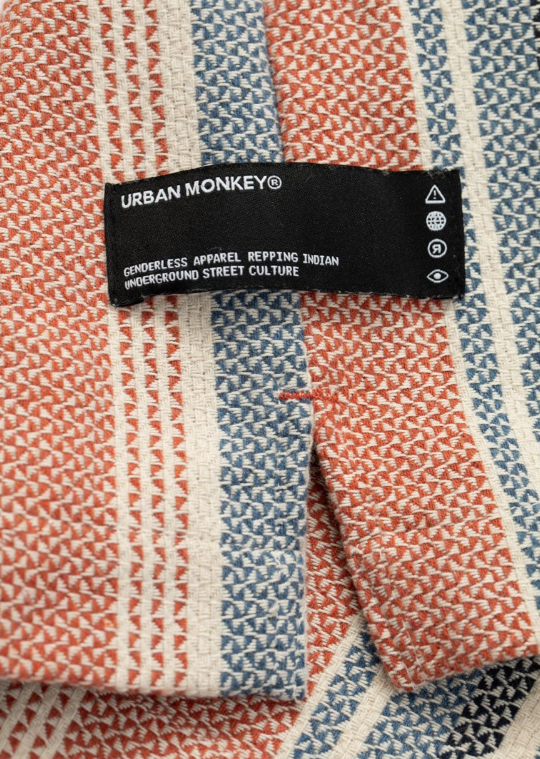 URBAN MONKEY®
GENDERLESS APPAREL REPPING INDIAN
UNDERGROUND STREET CULTURE